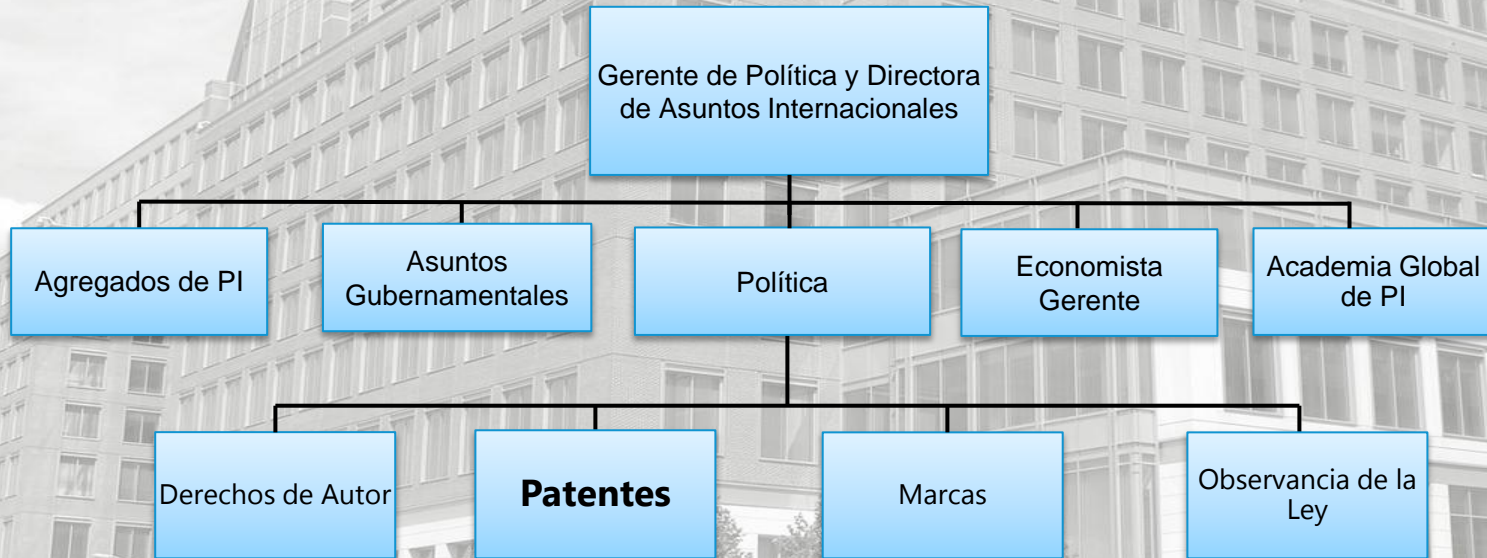 Gerente de Política y Directora
de Asuntos Internacionales
Agregados de PI
Asuntos
Gubernamentales
Política
Economista
Gerente
Academia Global
de PI
Derechos de Autor
Patentes
Marcas
Observancia de la
Ley